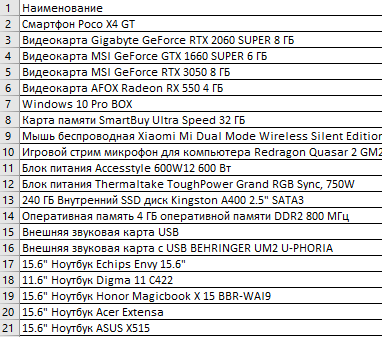 1 Наименование
2 Смартфон Poco X4 GT
3 Видеокарта Gigabyte GeForce RTX 2060 SUPER 8 ГБ
4 Видеокарта MSI GeForce GTX 1660 SUPER 6 ГБ
5 Видеокарта MSI GeForce RTX 3050 8 ГБ
6 Видеокарта AFOX Radeon RX 550 4 ГБ
7 Windows 10 Pro BOX
8 Карта памяти SmartBuy Ultra Speed 32 ГБ
9 Мышь беспроводная Xiaomi Mi Dual Mode Wireless Silent Edition
10 Игровой стрим микрофон для компьютера Redragon Quasar 2 GM2
11 Блок питания Accesstyle 600W12 600 Вт
12 Блок питания Thermaltake ToughPower Grand RGB Sync, 750W
13 240 ГБ Внутренний SSD диск Kingston A400 2.5" SATA3
14 Оперативная память 4 ГБ оперативной памяти DDR2 800 МГц
15 Внешняя звуковая карта USB
16 Внешняя звуковая карта с USB BEHRINGER UM2 U-PHORIA
17 15.6" Ноутбук Echips Envy 15.6"
18 11.6" Ноутбук Digma 11 C422
19 15.6" Ноутбук Honor Magicbook X 15 BBR-WAI9
20 15.6" Ноутбук Acer Extensa
21 15.6" Ноутбук ASUS X515